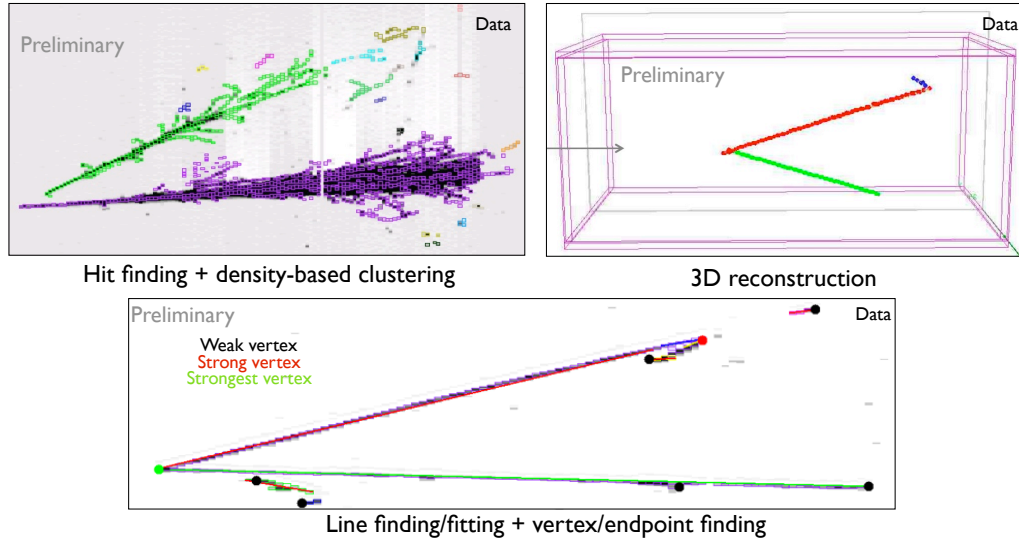 Preliminary
Data
Preliminary
Data
Hit finding + density-based clustering
3D reconstruction
Preliminary
Data
Weak vertex
Strong vertex
Strongest vertex
Line finding/fitting + vertex/endpoint finding